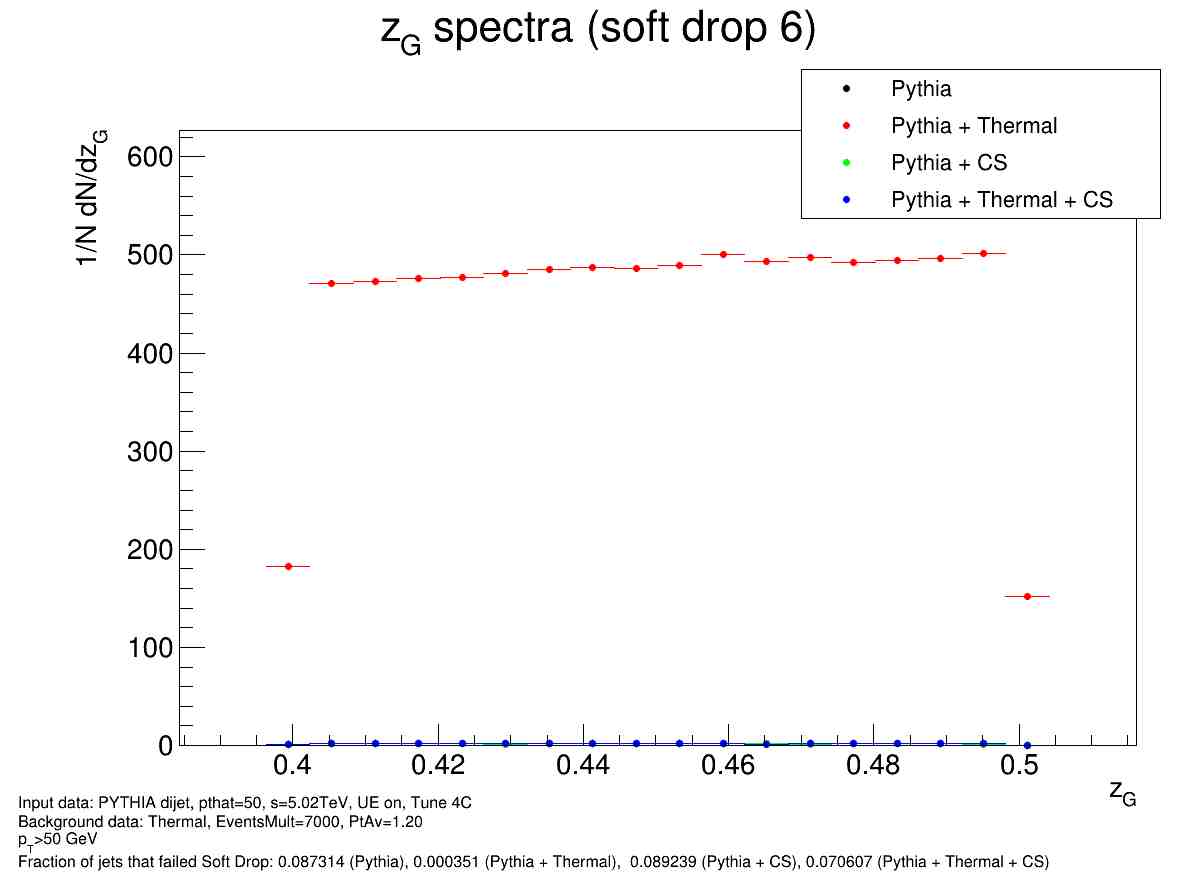 zG spectra (soft drop 6)
Pythia
Pythia + Thermal
Pythia + CS
Pythia + Thermal + CS
1/N dN/dzG
600
500
400
300
200
100
0
0.4 0.42 0.44 0.46 0.48 0.5
zG
Input data: PYTHIA dijet, pthat=50, s=5.02TeV, UE on, Tune 4C
Background data: Thermal, EventsMult=7000, PtAv=1.20
pT>50 GeV
Fraction of jets that failed Soft Drop: 0.087314 (Pythia), 0.000351 (Pythia + Thermal), 0.089239 (Pythia + CS), 0.070607 (Pythia + Thermal + CS)